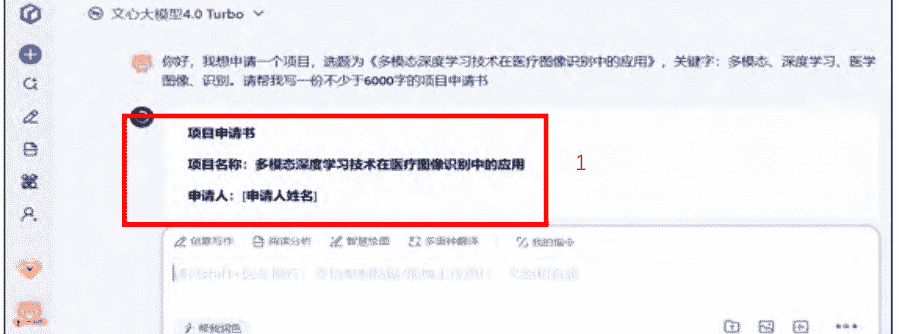 文心大模型4.0 Turbo
你好，我想申请一个项目，选题为《多模态深度学习技术在医疗图像识别中的应用》，关键字：多模态、深度学习、医学
图像、识别。请帮我写一份不少于6000字的项目申请书
项目申请书
项目名称：多模态深度学习技术在医疗图像识别中的应用
1
申请人：[申请人姓名]
创意写作 阅读分析 智慧绘图 多语种翻译 我的指令
帮我润色